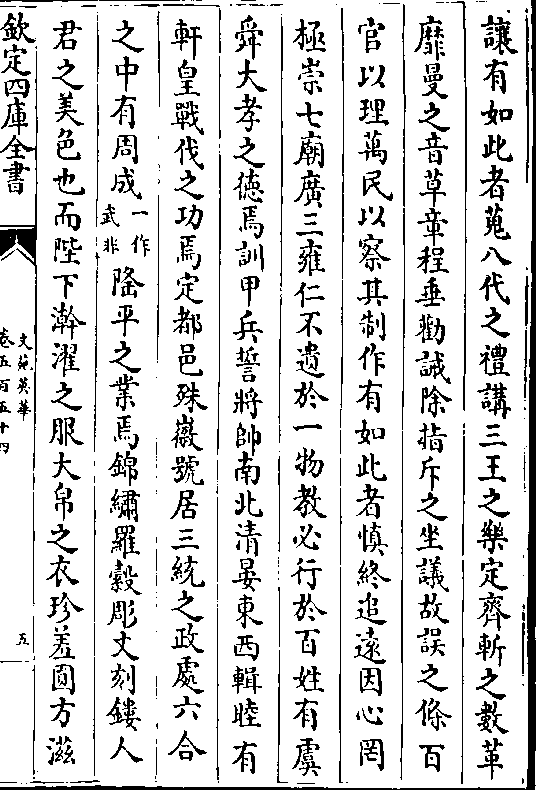 讓有如此者蒐八代之禮講三王之樂定齊斬之數革
靡曼之音草章程垂勸誡除指斥之坐議故誤之條百
官以理萬民以察其制作有如此者慎終追遠因心罔
極崇七廟廣三雍仁不遺於一物教必行於百姓有虞
舜大孝之德焉訓甲兵誓將帥南北清晏東西輯睦有
軒皇戰伐之功焉定都邑殊徽號居三統之政處六合
之中有周成一作武非隆平之業焉錦繡羅縠彫文刻鏤人
君之美色也而陛下澣濯之服大帛之衣珍羞圓方滋
欽定四庫全書
文苑英華
卷五百五十四
五